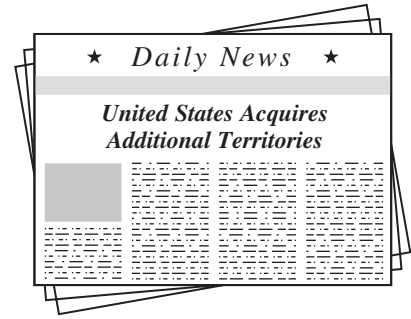 ★ Daily News ★
United States Acquires
Additional Territories